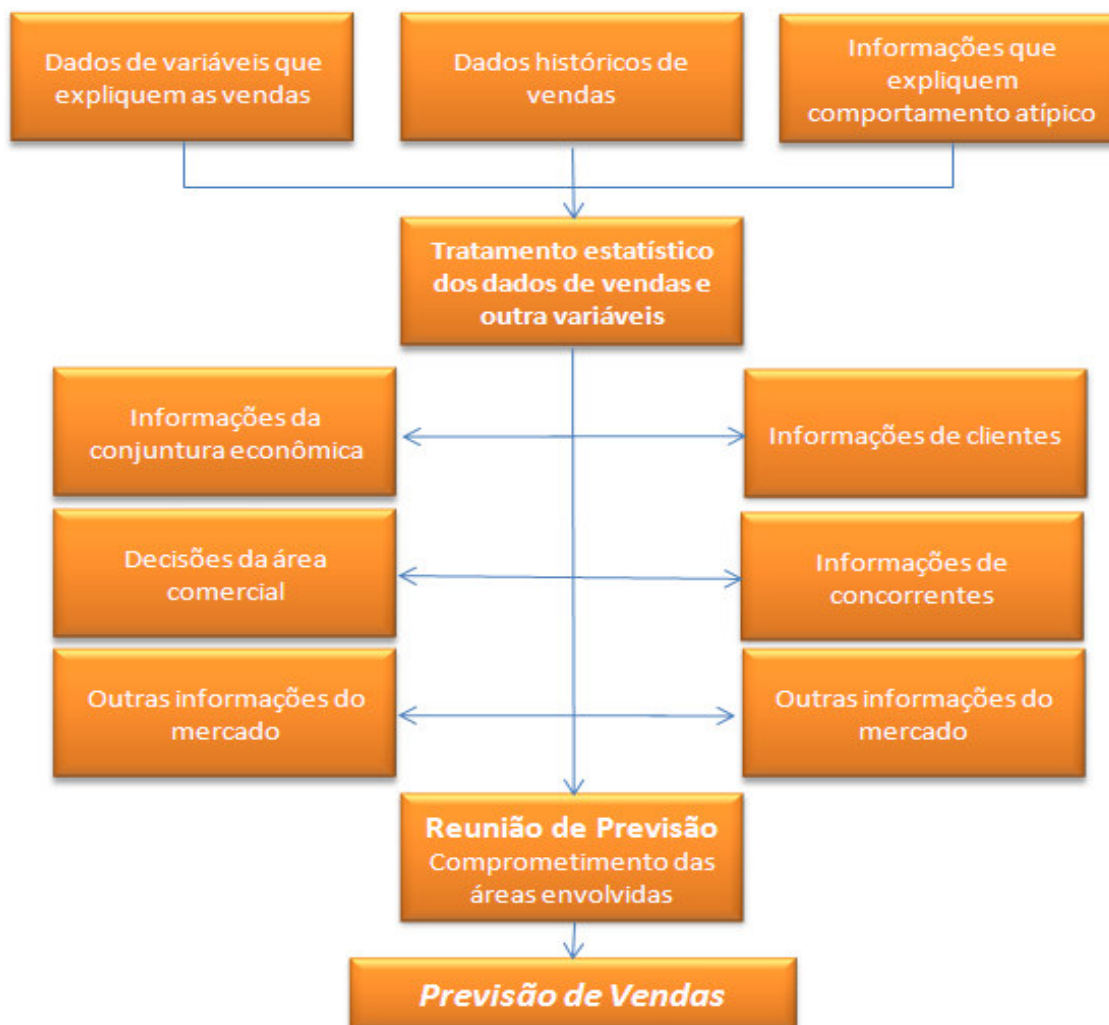 Dados de variáveis que
expliquem as vendas
Dados históricos de
vendas
Informações que
expliquem
comportamento atípico
Tratamento estatístico
dos dados de vendas e
outra variáveis
Informações da
conjuntura econômica
Informações de clientes
Decisões da área
comercial
Informações de
concorrentes
Outras informações do
mercado
Outras informações do
mercado
Reunião de Previsão
Comprometimento das
áreas envolvidas
Previsão de Vendas